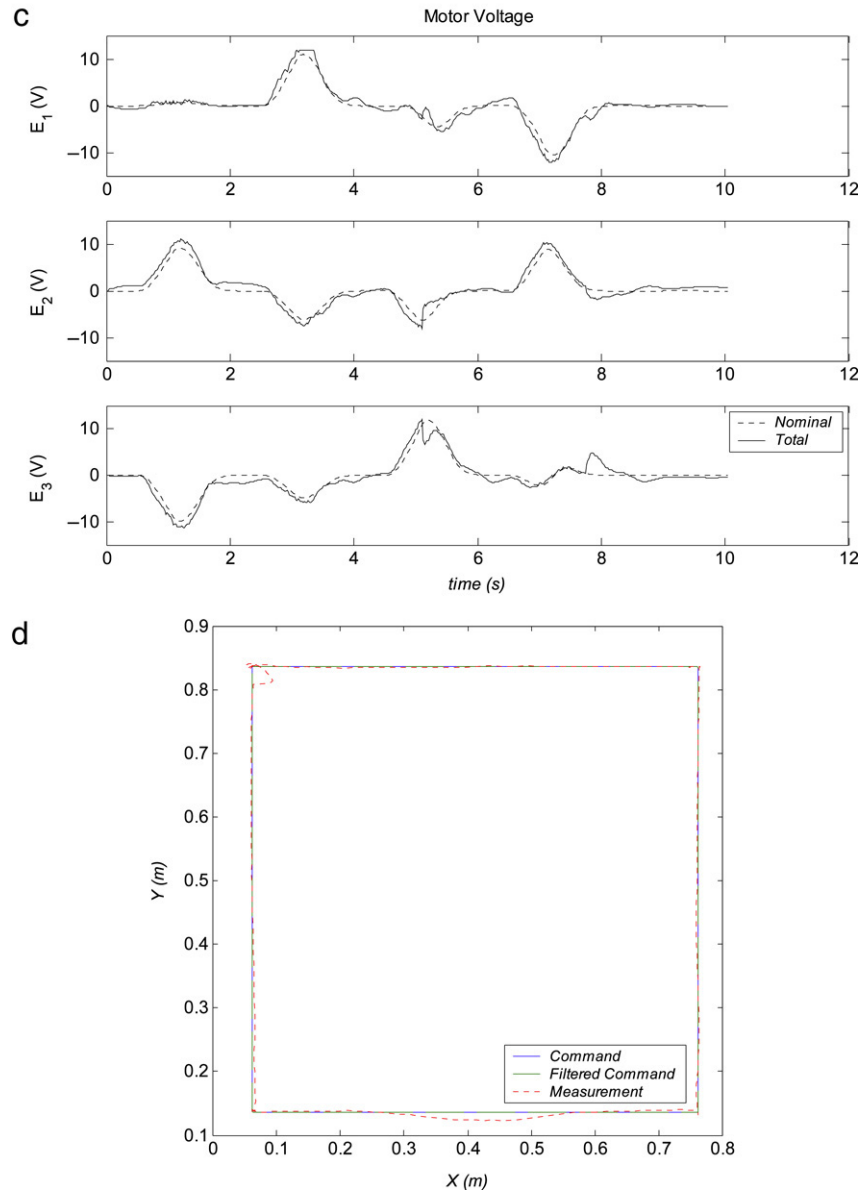 c
Motor Voltage
E1 (V)
10
0
–10
0 2 4 6 8 10 12
E2 (V)
10
0
–10
0 2 4 6 8 10 12
E3 (V)
10
0
–10
Nominal
Total
0 2 4 6 8 10 12
time (s)
d
0.9
0.8
0.7
0.6
0.5
0.4
0.3
0.2
0.1
Y (m)
Command
Filtered Command
Measurement
0 0.1 0.2 0.3 0.4 0.5 0.6 0.7 0.8
X (m)